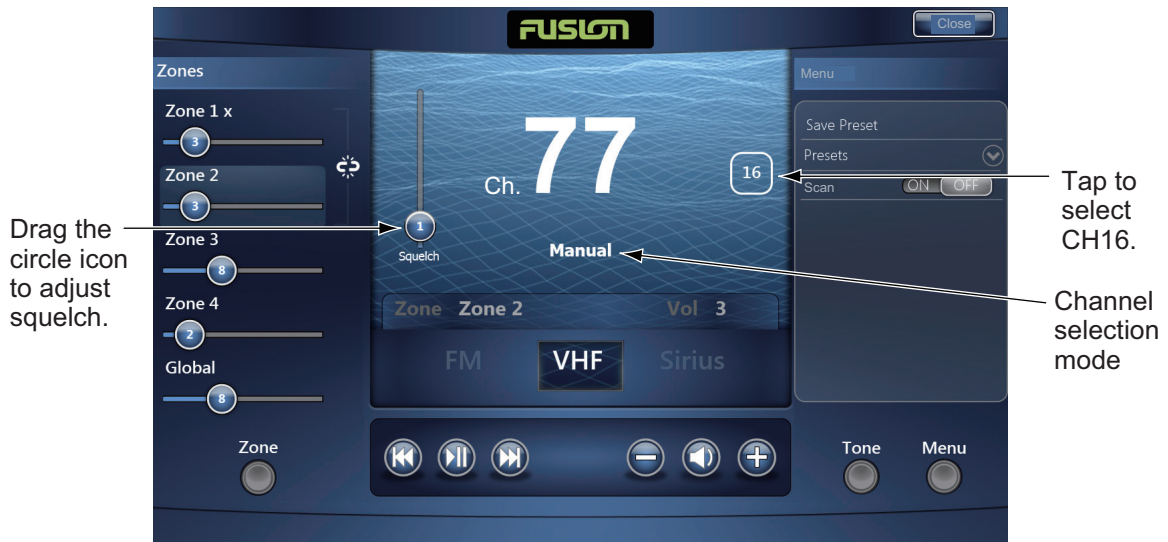 FUSION
Close
Zones
Zone 1 x
3
Zone 2
3
Zone 3
8
Zone 4
2
Global
8
Zone
Drag the
circle icon
to adjust
squelch.
1
Squelch
Ch. 77
16
Manual
Zone Zone 2 Vol 3
FM VHF Sirius
Menu
Save Preset
Presets
Scan ON OFF
Tone Menu
Tap to
select
CH16.
Channel
selection
mode